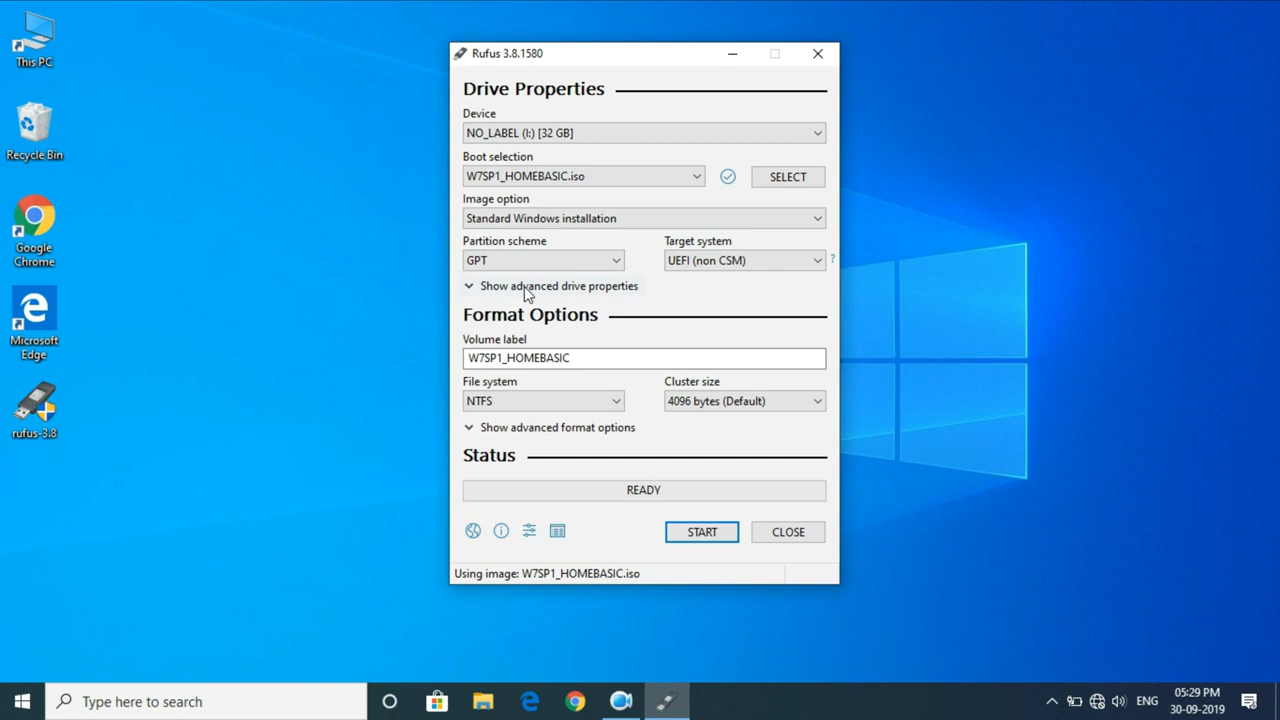 This PC
Recycle Bin
Google
Chrome
Microsoft
Edge
rufus-3.8
Rufus 3.8.1580
Drive Properties
Device
NO_LABEL (I:) [32 GB]
Boot selection
W7SP1_HOMEBASIC.iso
SELECT
Image option
Standard Windows installation
Partition scheme
Target system
GPT
UEFI (non CSM)
?
Show advanced drive properties
Format Options
Volume label
W7SP1_HOMEBASIC
File system
Cluster size
NTFS
4096 bytes (Default)
Show advanced format options
Status
READY
START
CLOSE
Using image: W7SP1_HOMEBASIC.iso
Type here to search
ENG
05:29 PM
30-09-2019